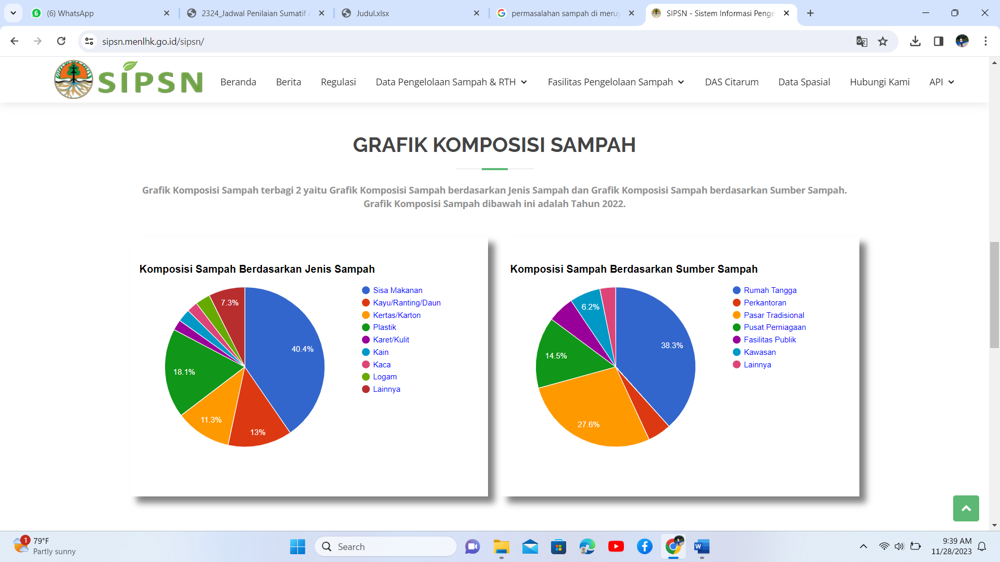 (6) WhatsApp
2324_Jadwal Penilaian Sumatif
Judul.xlsx
permasalahan sampah di meruy
SIPSN - Sistem Informasi Penge
sipsn.menlhk.go.id/sipsn/
SIPSN
Beranda
Berita
Regulasi
Data Pengelolaan Sampah & RTH
Fasilitas Pengelolaan Sampah
DAS Citarum
Data Spasial
Hubungi Kami
API
GRAFIK KOMPOSISI SAMPAH
Grafik Komposisi Sampah terbagi 2 yaitu Grafik Komposisi Sampah berdasarkan Jenis Sampah dan Grafik Komposisi Sampah berdasarkan Sumber Sampah.
Grafik Komposisi Sampah dibawah ini adalah Tahun 2022.
Komposisi Sampah Berdasarkan Jenis Sampah
7.3%
40.4%
18.1%
11.3%
13%
Sisa Makanan
Kayu/Ranting/Daun
Kertas/Karton
Plastik
Karet/Kulit
Kain
Kaca
Logam
Lainnya
Komposisi Sampah Berdasarkan Sumber Sampah
6.2%
38.3%
14.5%
27.6%
Rumah Tangga
Perkantoran
Pasar Tradisional
Pusat Perniagaan
Fasilitas Publik
Kawasan
Lainnya
1
79°F
Partly sunny
Search
9:39 AM
11/28/2023